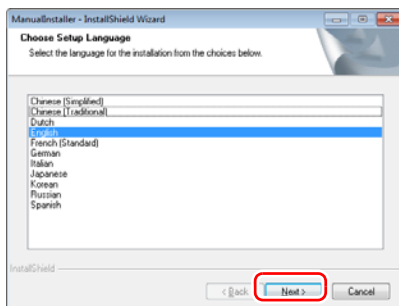 ManualInstaller - InstallShield Wizard
Choose Setup Language
Select the language for the installation from the choices below.
Chinese (Simplified)
Chinese (Traditional)
Dutch
English
French (Standard)
German
Italian
Japanese
Korean
Russian
Spanish
InstallShield
< Back
Next >
Cancel